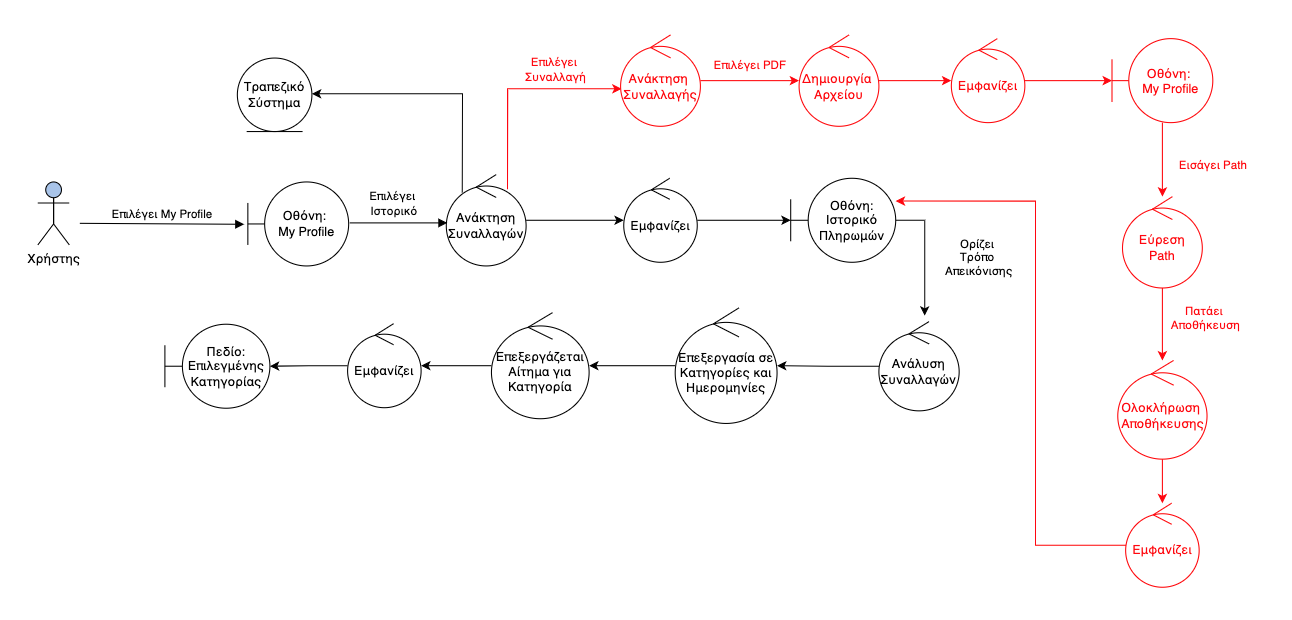 Τραπεζικό
Σύστημα
Επιλέγει
Συναλλαγή
Ανάκτηση
Συναλλαγής
Επιλέγει PDF
Δημιουργία
Αρχείου
Εμφανίζει
Οθόνη:
My Profile
Εισάγει Path
Χρήστης
Επιλέγει My Profile
Οθόνη:
My Profile
Επιλέγει
Ιστορικό
Ανάκτηση
Συναλλαγών
Εμφανίζει
Οθόνη:
Ιστορικό
Πληρωμών
Ορίζει
Τρόπο
Απεικόνισης
Εύρεση
Path
Πατάει
Αποθήκευση
Πεδίο:
Επιλεγμένης
Κατηγορίας
Εμφανίζει
Επεξεργάζεται
Αίτημα για
Κατηγορία
Επεξεργασία σε
Κατηγορίες και
Ημερομηνίες
Ανάλυση
Συναλλαγών
Ολοκλήρωση
Αποθήκευσης
Εμφανίζει